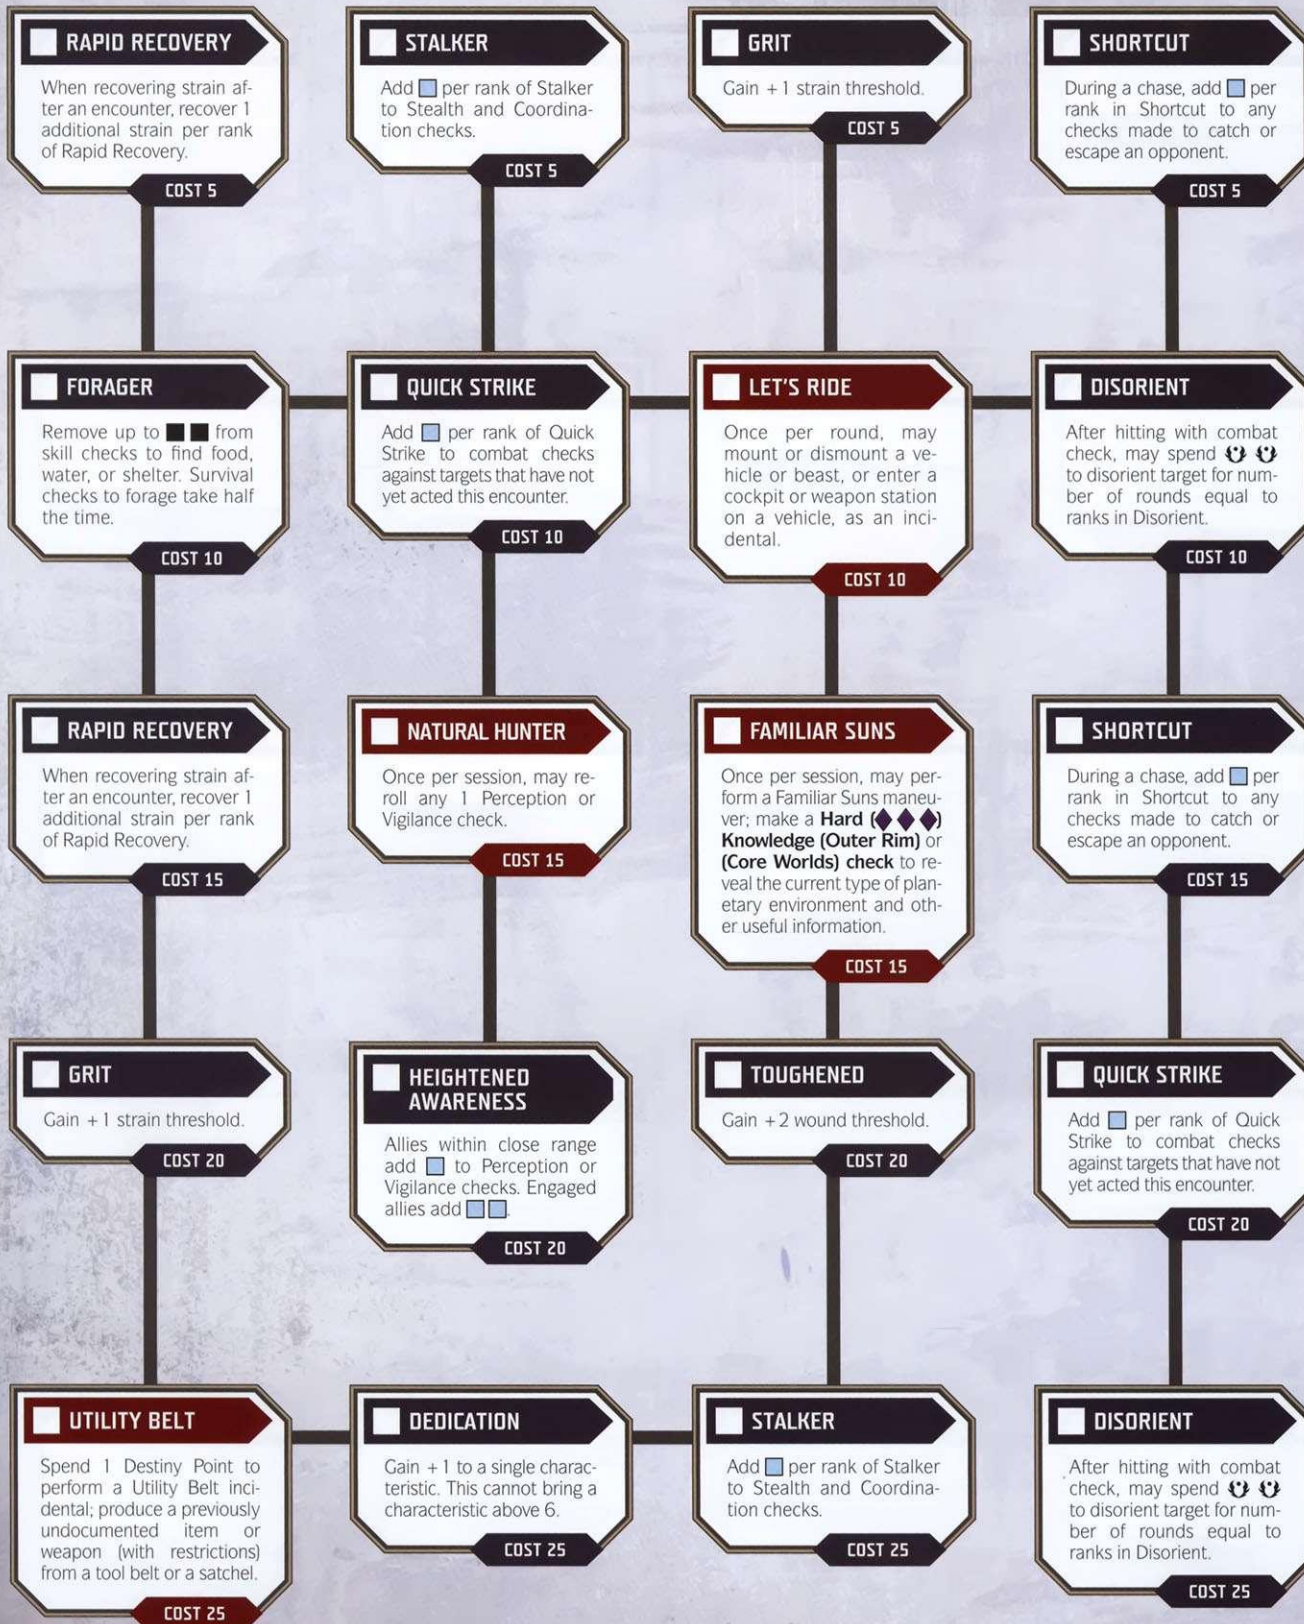 RAPID RECOVERY
When recovering strain af-
ter an encounter, recover 1
additional strain per rank
of Rapid Recovery.
COST 5
STALKER
Add per rank of Stalker
to Stealth and Coordina-
tion checks.
COST 5
GRIT
Gain +1 strain threshold.
COST 5
SHORTCUT
During a chase, add per
rank in Shortcut to any
checks made to catch or
escape an opponent.
COST 5
FORAGER
Remove up to from
skill checks to find food,
water, or shelter. Survival
checks to forage take half
the time.
COST 10
QUICK STRIKE
Add per rank of Quick
Strike to combat checks
against targets that have not
yet acted this encounter.
COST 10
LET'S RIDE
Once per round, may
mount or dismount a ve-
hicle or beast, or enter a
cockpit or weapon station
on a vehicle, as an inci-
dental.
COST 10
DISORIENT
After hitting with combat
check, may spend
to disorient target for num-
ber of rounds equal to
ranks in Disorient.
COST 10
RAPID RECOVERY
When recovering strain af-
ter an encounter, recover 1
additional strain per rank
of Rapid Recovery.
COST 15
NATURAL HUNTER
Once per session, may re-
roll any 1 Perception or
Vigilance check.
COST 15
FAMILIAR SUNS
Once per session, may per-
form a Familiar Suns maneu-
ver; make a Hard ( )
Knowledge (Outer Rim) or
(Core Worlds) check to re-
veal the current type of plan-
etary environment and oth-
er useful information.
COST 15
SHORTCUT
During a chase, add per
rank in Shortcut to any
checks made to catch or
escape an opponent.
COST 15
GRIT
Gain +1 strain threshold.
COST 20
HEIGHTENED
AWARENESS
Allies within close range
add to Perception or
Vigilance checks. Engaged
allies add .
COST 20
TOUGHENED
Gain +2 wound threshold.
COST 20
QUICK STRIKE
Add per rank of Quick
Strike to combat checks
against targets that have not
yet acted this encounter.
COST 20
UTILITY BELT
Spend 1 Destiny Point to
perform a Utility Belt inci-
dental; produce a previously
undocumented item or
weapon (with restrictions)
from a tool belt or a satchel.
COST 25
DEDICATION
Gain +1 to a single charac-
teristic. This cannot bring a
characteristic above 6.
COST 25
STALKER
Add per rank of Stalker
to Stealth and Coordina-
tion checks.
COST 25
DISORIENT
After hitting with combat
check, may spend
to disorient target for num-
ber of rounds equal to
ranks in Disorient.
COST 25